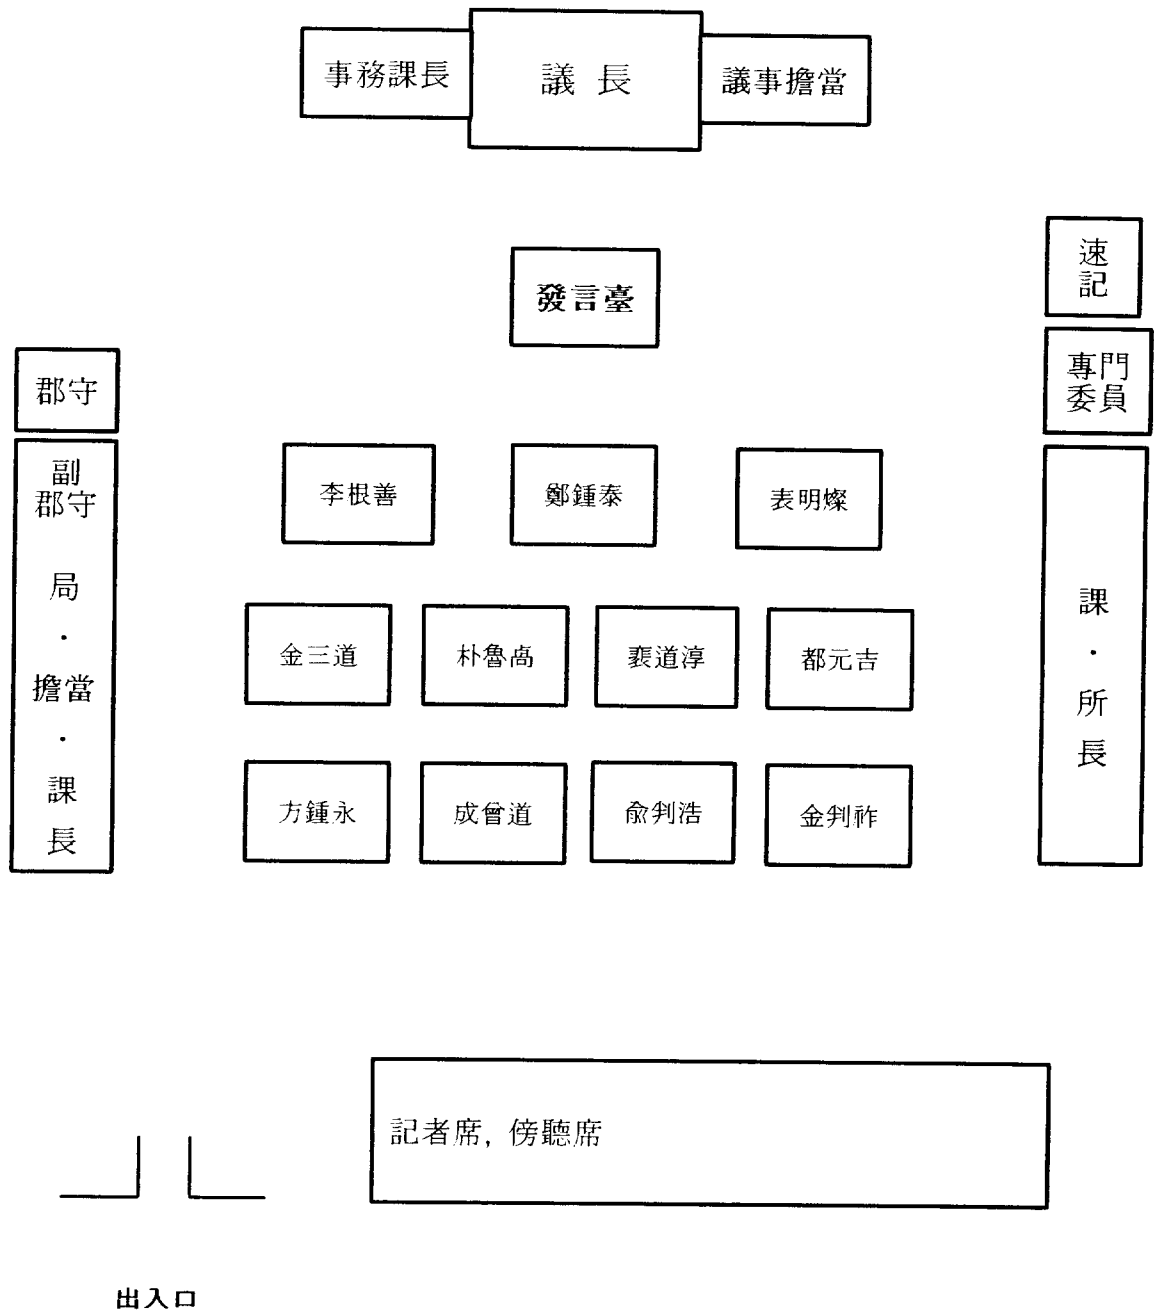 事務課長
議 長
議事擔當
發言臺
速
記
專門
委員
郡守
副
郡守
局
·
擔當
·
課
長
李根善
鄭鍾泰
表明燦
金三道
朴魯卨
裵道淳
都元吉
方鍾永
成曾道
兪判浩
金判祚
課
·
所
長
記者席, 傍聽席
出入口